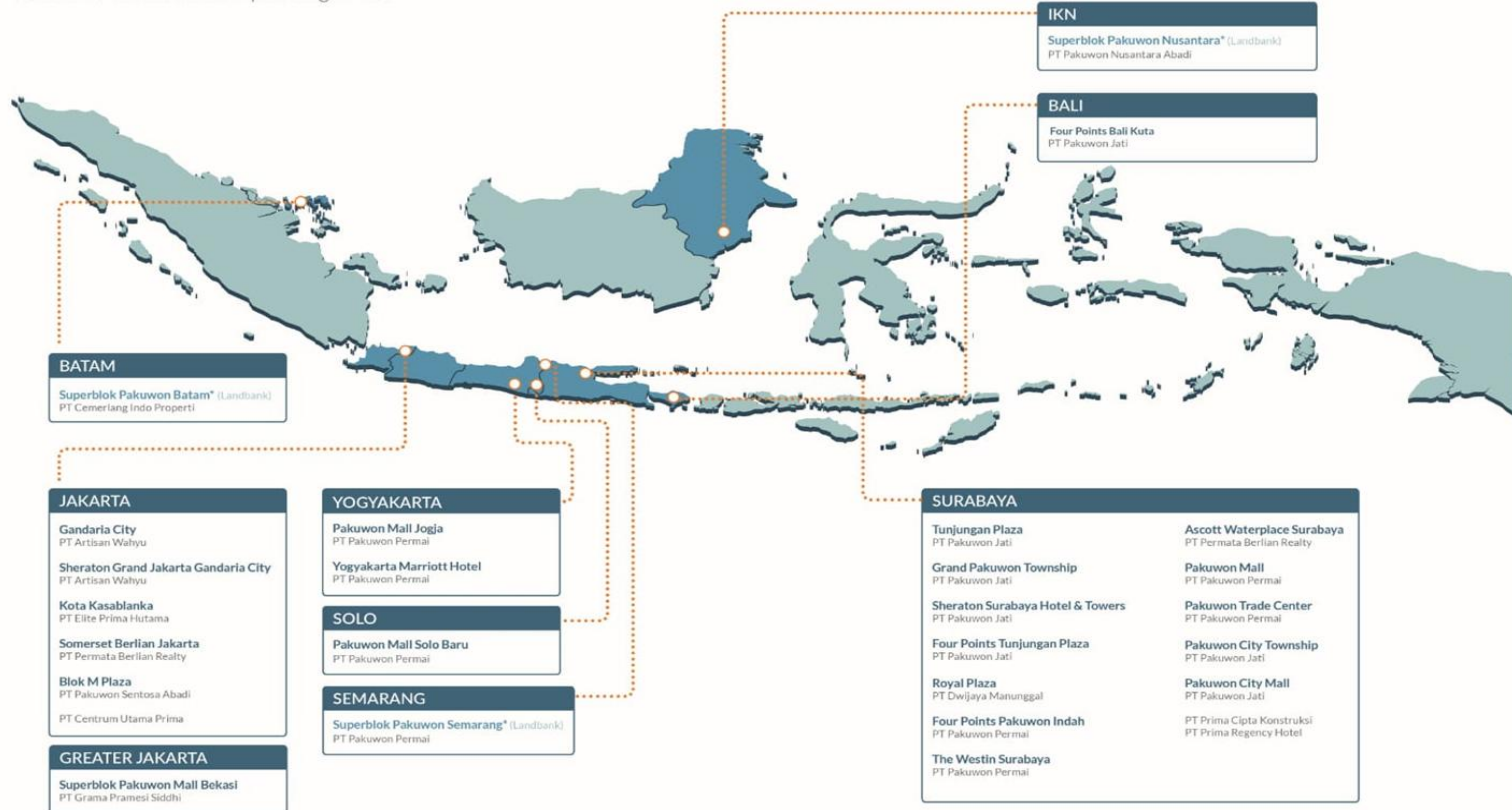 IKN
Superblok Pakuwon Nusantara* (Landbank)
PT Pakuwon Nusantara Abadi
BALI
Four Points Bali Kuta
PT Pakuwon Jati
BATAM
Superblok Pakuwon Batam* (Landbank)
PT Cemerlang Indo Properti
JAKARTA
Gandaria City
PT Artisan Wahyu
Sheraton Grand Jakarta Gandaria City
PT Artisan Wahyu
Kota Kasablanka
PT Elite Prima Hutama
Somerset Berlian Jakarta
PT Permata Berlian Realty
Blok M Plaza
PT Pakuwon Sentosa Abadi
PT Centrum Utama Prima
GREATER JAKARTA
Superblok Pakuwon Mall Bekasi
PT Grama Pramesi Siddhi
YOGYAKARTA
Pakuwon Mall Jogja
PT Pakuwon Permai
Yogyakarta Marriott Hotel
PT Pakuwon Permai
SOLO
Pakuwon Mall Solo Baru
PT Pakuwon Permai
SEMARANG
Superblok Pakuwon Semarang* (Landbank)
PT Pakuwon Permai
SURABAYA
Tunjungan Plaza
PT Pakuwon Jati
Grand Pakuwon Township
PT Pakuwon Jati
Sheraton Surabaya Hotel & Towers
PT Pakuwon Jati
Four Points Tunjungan Plaza
PT Pakuwon Jati
Royal Plaza
PT Dwijaya Manunggal
Four Points Pakuwon Indah
PT Pakuwon Permai
The Westin Surabaya
PT Pakuwon Permai
Ascott Waterplace Surabaya
PT Permata Berlian Realty
Pakuwon Mall
PT Pakuwon Permai
Pakuwon Trade Center
PT Pakuwon Permai
Pakuwon City Township
PT Pakuwon Jati
Pakuwon City Mall
PT Pakuwon Jati
PT Prima Cipta Konstruksi
PT Prima Regency Hotel